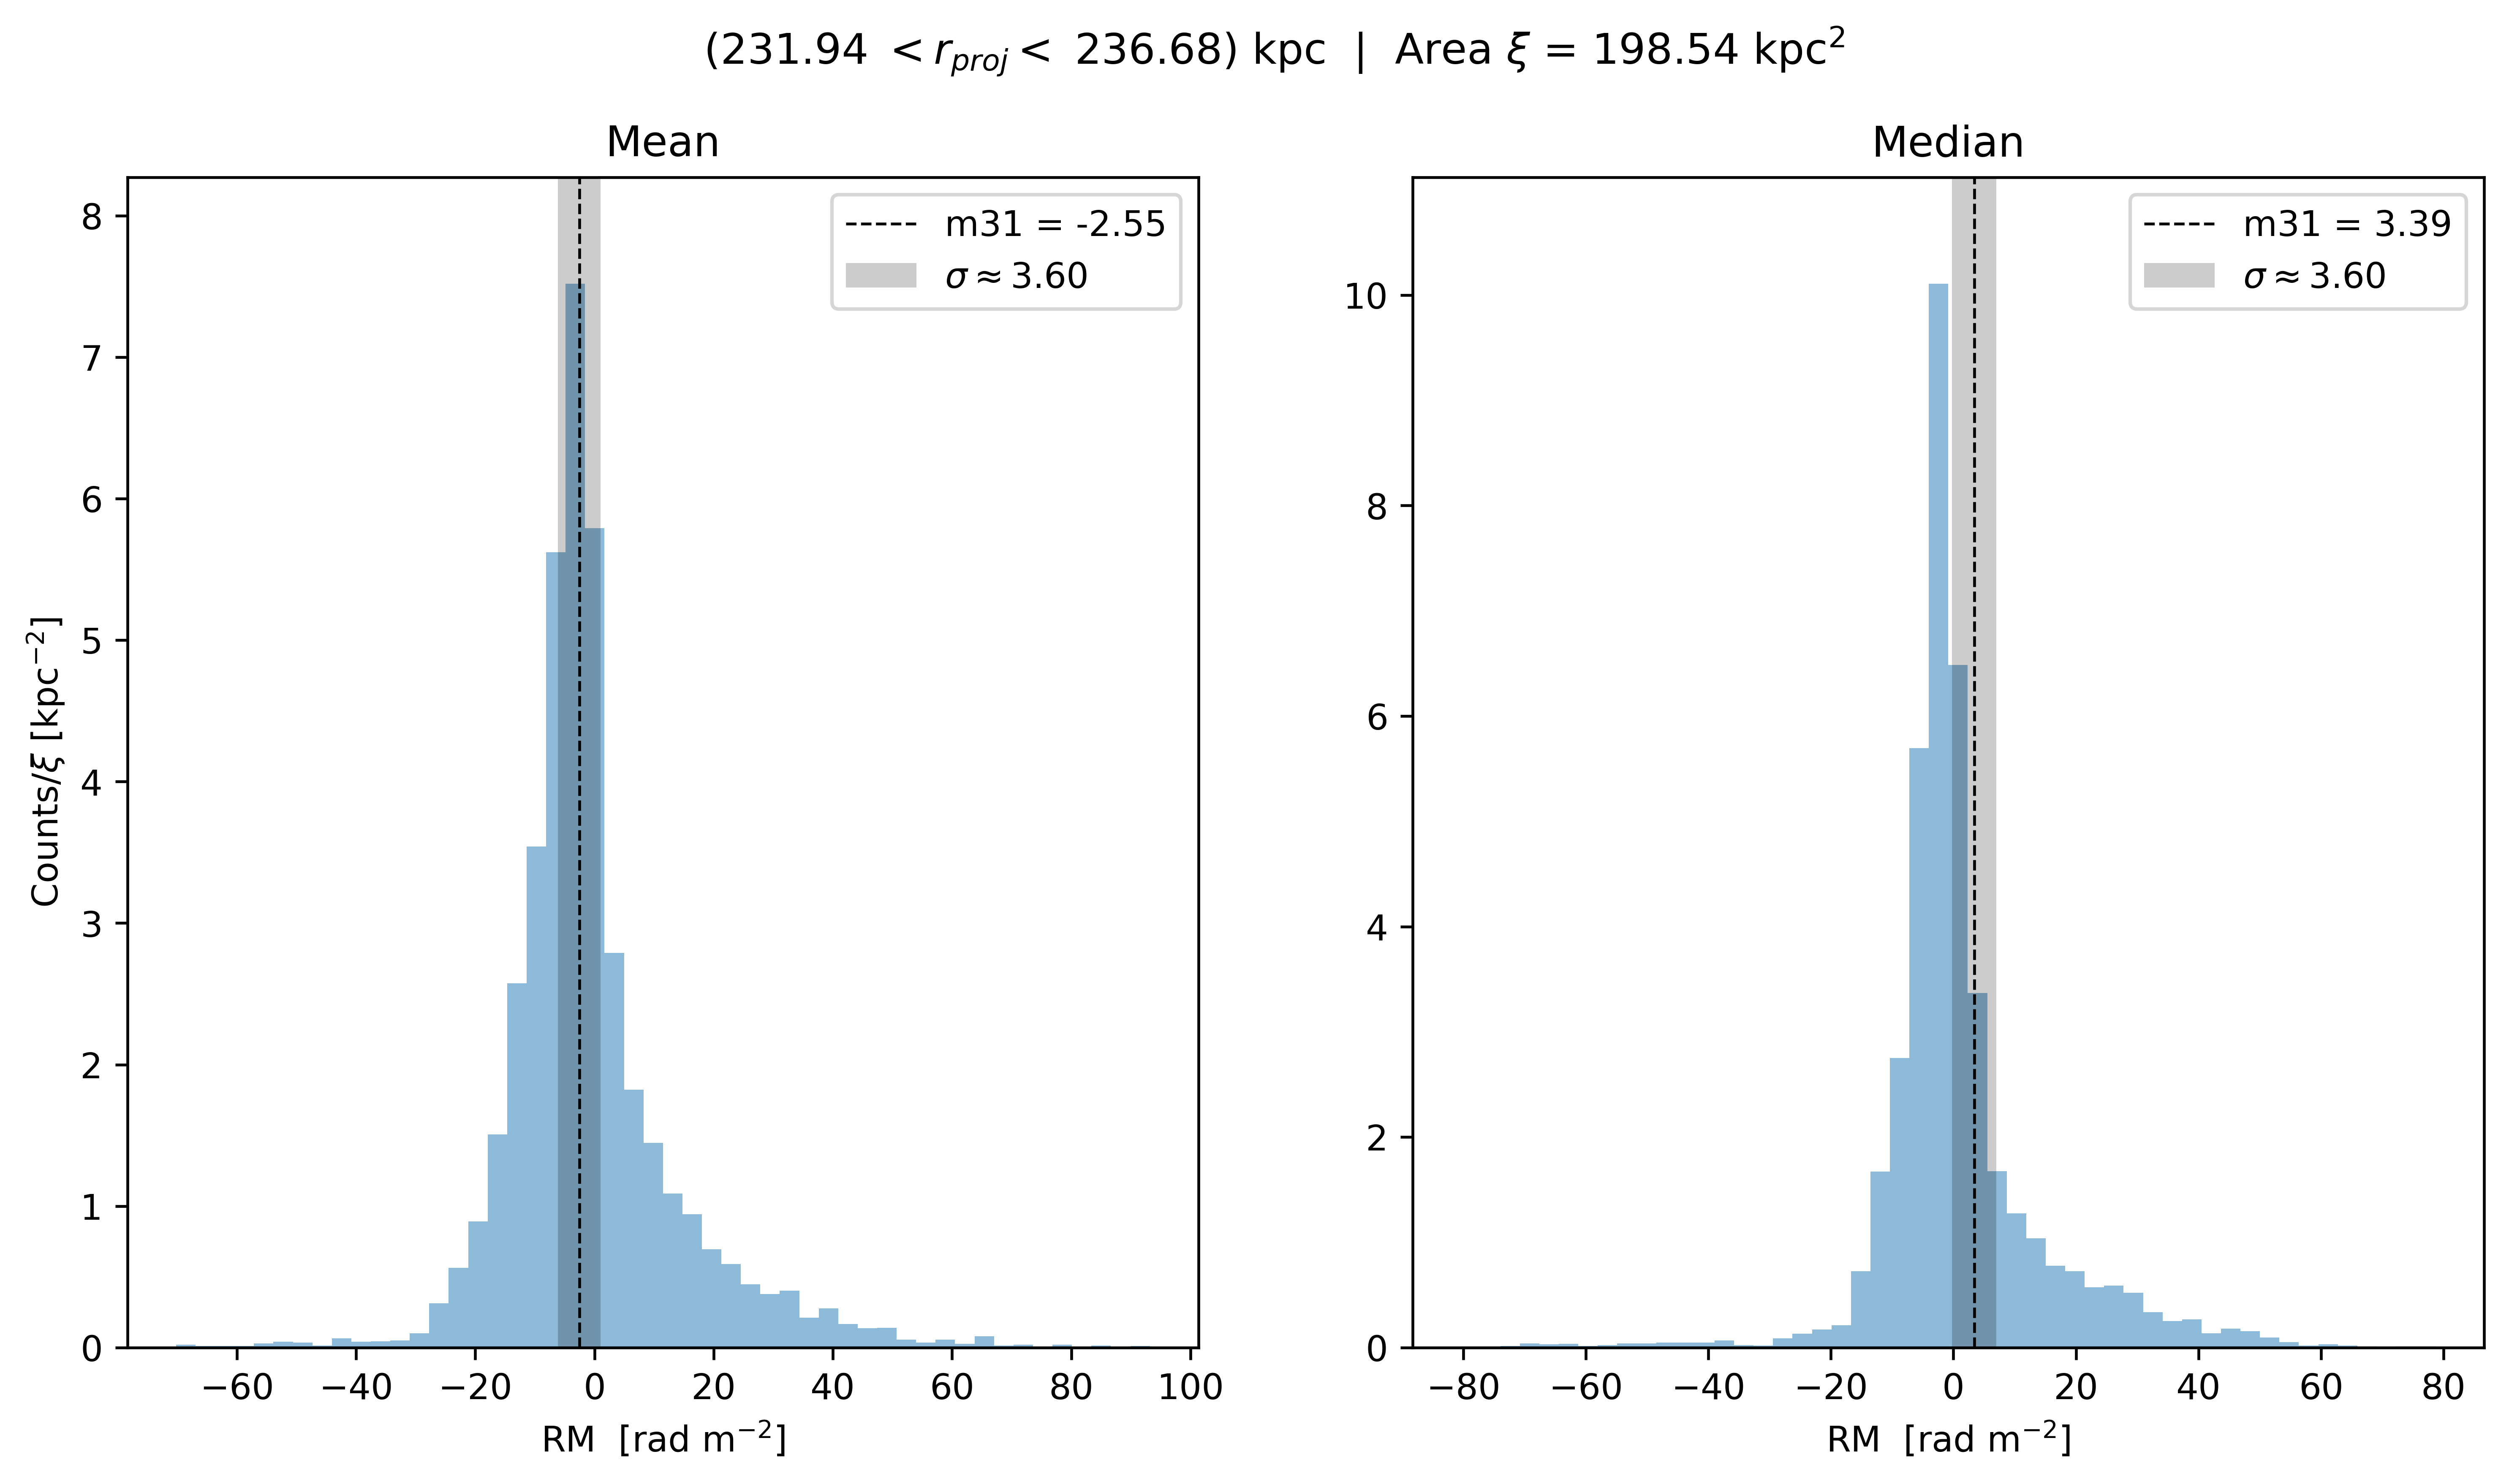 (231.94 < r_proj < 236.68) kpc | Area ξ = 198.54 kpc²
Mean
m31 = -2.55
σ ≈ 3.60
8
7
6
5
4
3
2
1
0
Counts/ξ [kpc⁻²]
−60 −40 −20 0 20 40 60 80 100
RM [rad m⁻²]
Median
m31 = 3.39
σ ≈ 3.60
10
8
6
4
2
0
−80 −60 −40 −20 0 20 40 60 80
RM [rad m⁻²]